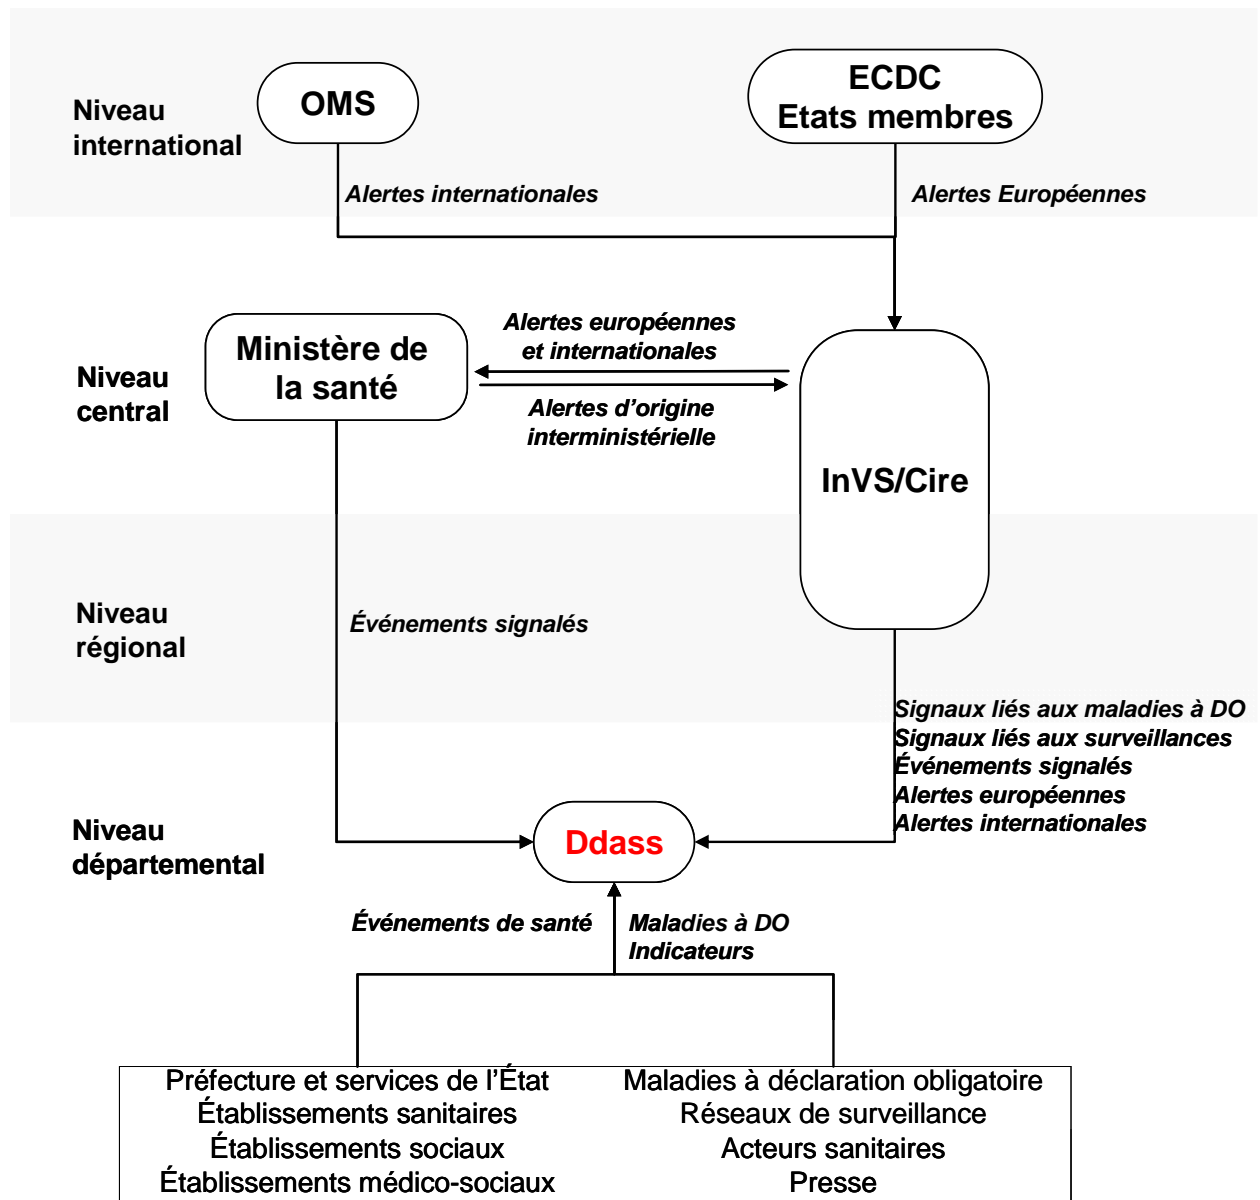 Niveau
international
OMS
ECDC
Etats membres
Alertes internationales
Alertes Européennes
Niveau
central
Ministère de
la santé
Alertes européennes
et internationales
Alertes d’origine
interministérielle
InVS/Cire
Niveau
régional
Événements signalés
Signaux liés aux maladies à DO
Signaux liés aux surveillances
Événements signalés
Alertes européennes
Alertes internationales
Niveau
départemental
Ddass
Événements de santé
Maladies à DO
Indicateurs
Préfecture et services de l’État
Établissements sanitaires
Établissements sociaux
Établissements médico-sociaux
Maladies à déclaration obligatoire
Réseaux de surveillance
Acteurs sanitaires
Presse